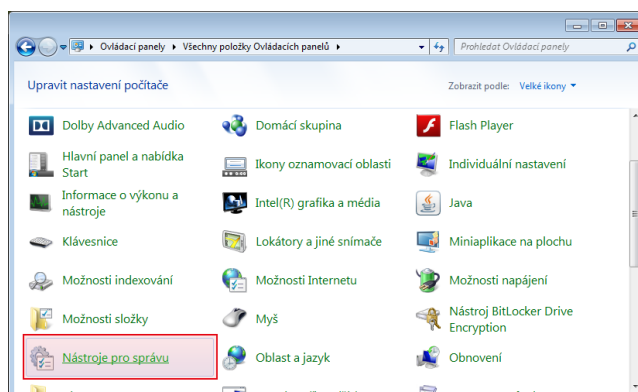 Ovládací panely ▸ Všechny položky Ovládacích panelů ▸
Prohledat Ovládací panely
Upravit nastavení počítače
Zobrazit podle: Velké ikony
Dolby Advanced Audio
Domácí skupina
Flash Player
Hlavní panel a nabídka
Start
Ikony oznamovací oblasti
Individuální nastavení
Informace o výkonu a
nástroje
Intel(R) grafika a média
Java
Klávesnice
Lokátory a jiné snímače
Miniaplikace na plochu
Možnosti indexování
Možnosti Internetu
Možnosti napájení
Možnosti složky
Myš
Nástroj BitLocker Drive
Encryption
Nástroje pro správu
Oblast a jazyk
Obnovení